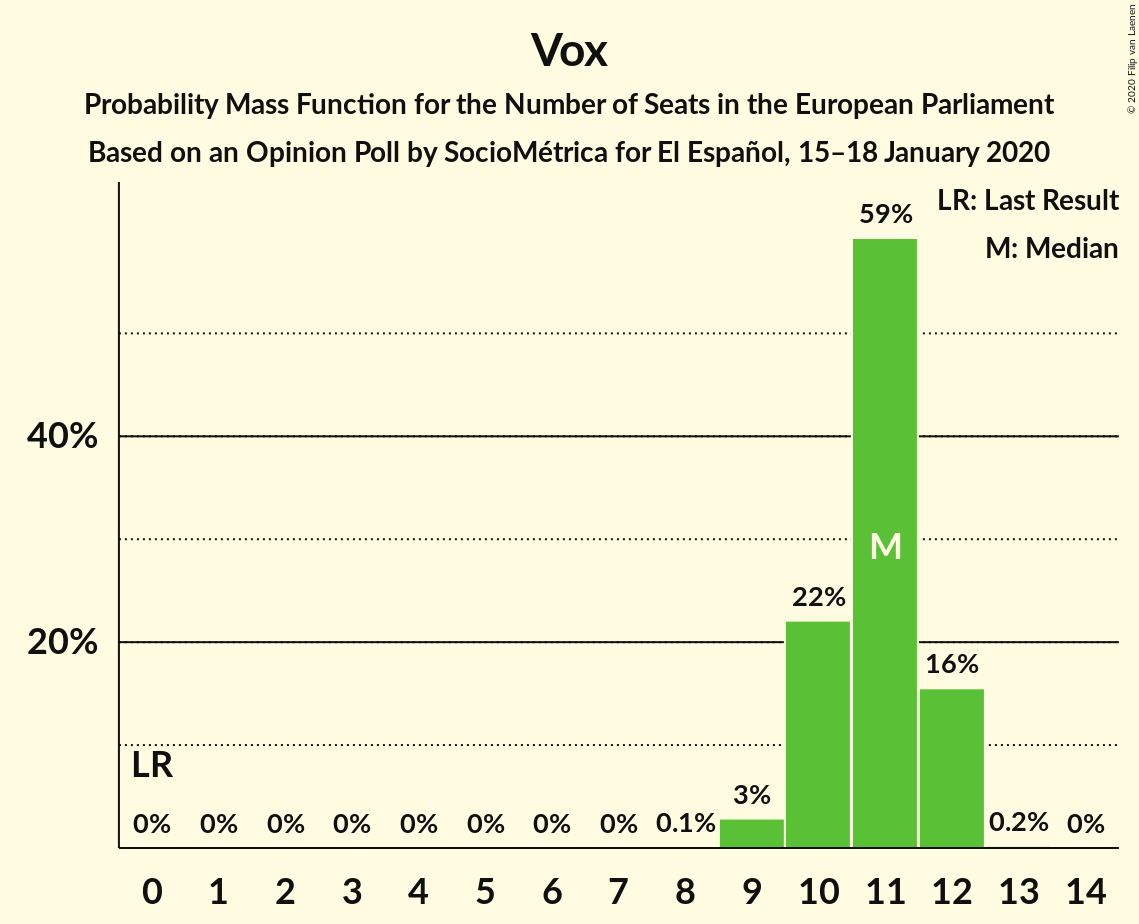 Vox
Probability Mass Function for the Number of Seats in the European Parliament
Based on an Opinion Poll by SocioMétrica for El Español, 15–18 January 2020
© 2020 Filip van Laenen
LR: Last Result
M: Median
59%
40%
M
22%
20%
16%
LR
3%
0% 0% 0% 0% 0% 0% 0% 0% 0.1% 0.2% 0%
0 1 2 3 4 5 6 7 8 9 10 11 12 13 14